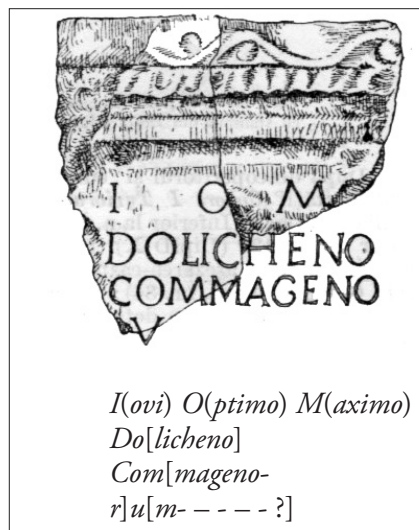 I O M
DOLICHENO
COMMAGENO
V
I(ovi) O(ptimo) M(aximo)
Do[licheno]
Com[mageno-
r]u[m- – - – - ?]